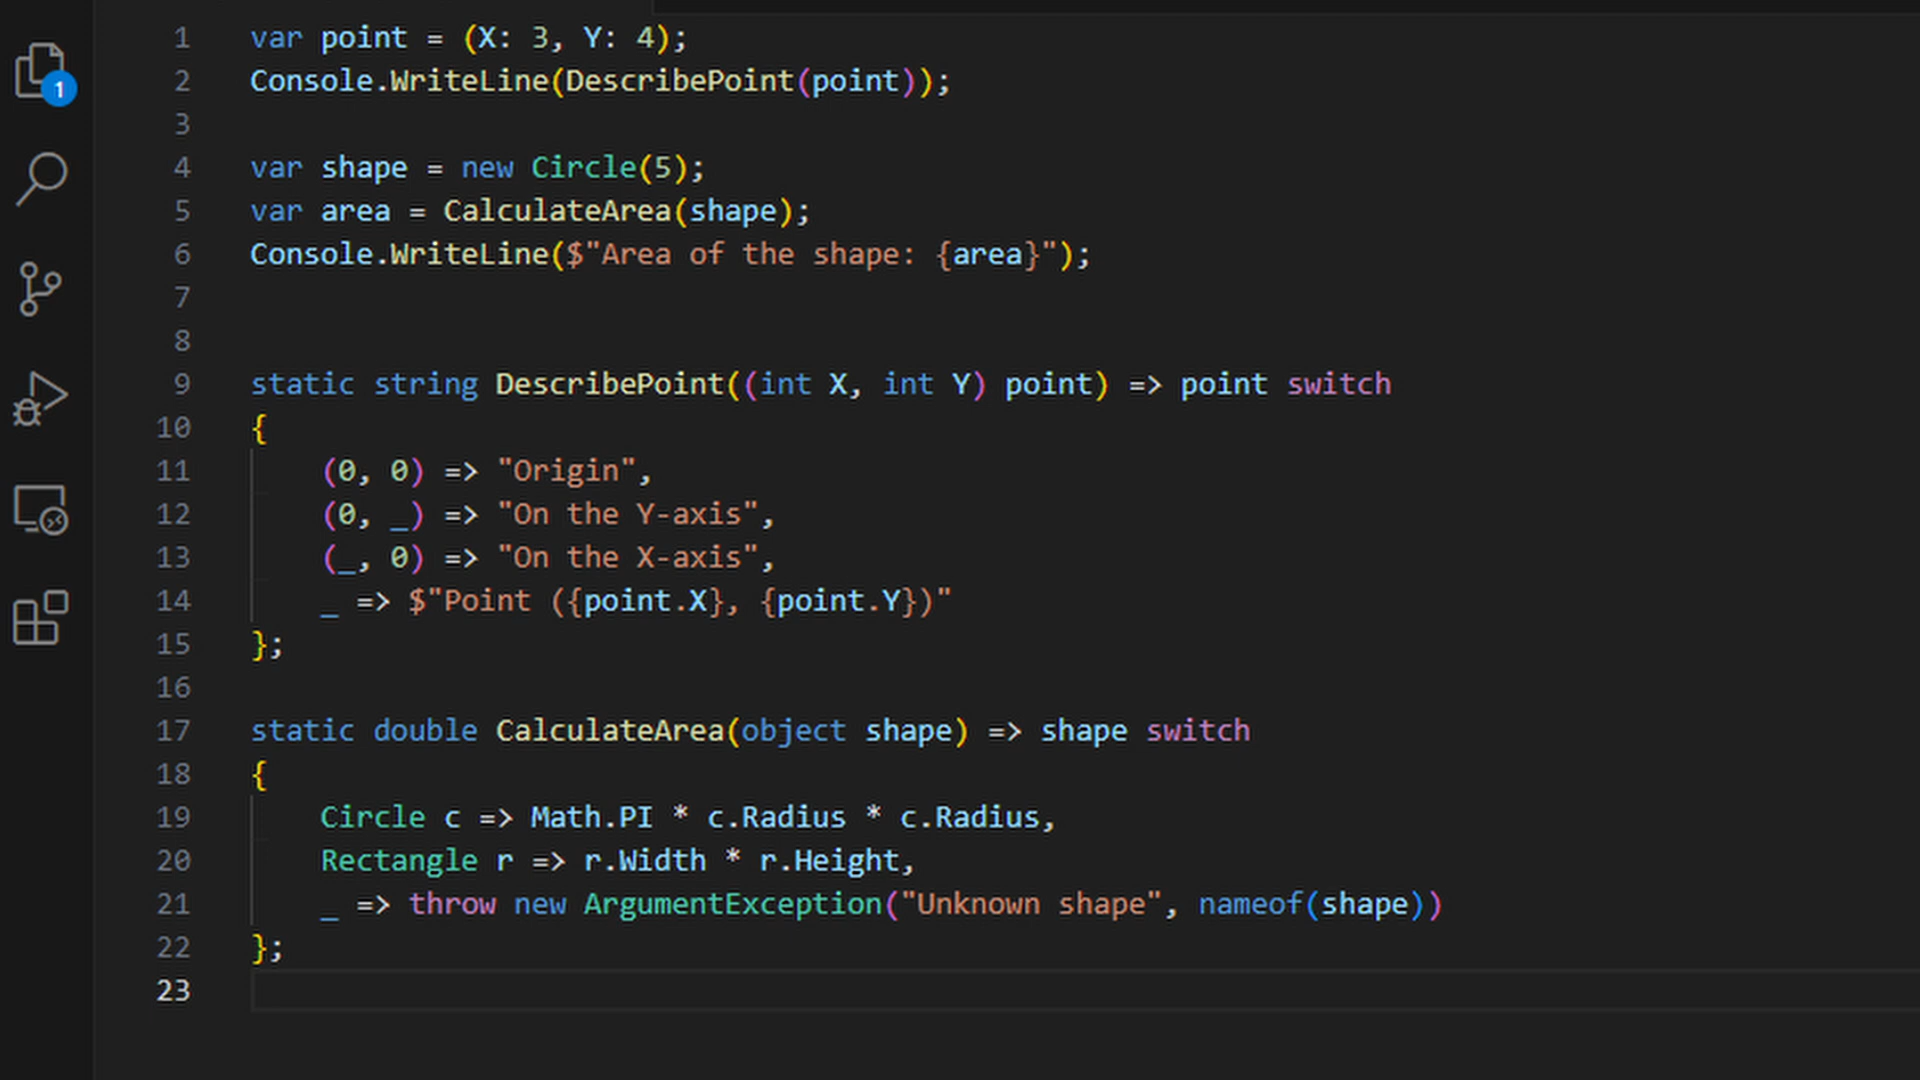 1
1 var point = (X: 3, Y: 4);
2 Console.WriteLine(DescribePoint(point));
3
4 var shape = new Circle(5);
5 var area = CalculateArea(shape);
6 Console.WriteLine($"Area of the shape: {area}");
7
8
9 static string DescribePoint((int X, int Y) point) => point switch
10 {
11     (0, 0) => "Origin",
12     (0, _) => "On the Y-axis",
13     (_, 0) => "On the X-axis",
14     _ => $"Point ({point.X}, {point.Y})"
15 };
16
17 static double CalculateArea(object shape) => shape switch
18 {
19     Circle c => Math.PI * c.Radius * c.Radius,
20     Rectangle r => r.Width * r.Height,
21     _ => throw new ArgumentException("Unknown shape", nameof(shape))
22 };
23